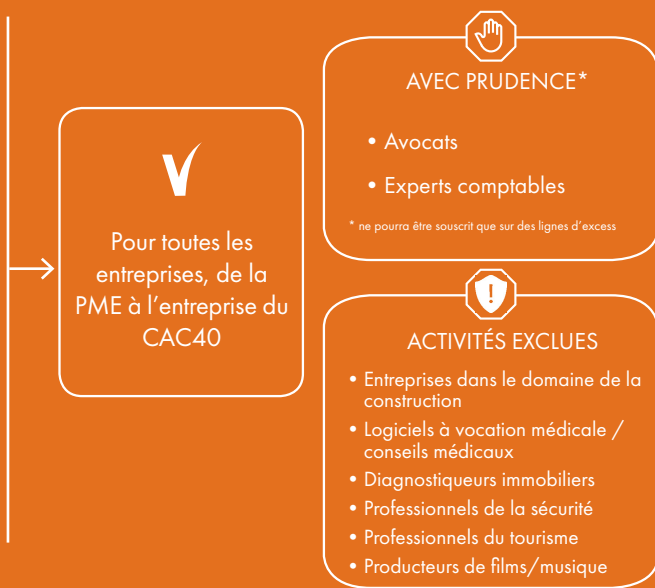 Pour toutes les
entreprises, de la
PME à l'entreprise du
CAC40
AVEC PRUDENCE*
• Avocats
• Experts comptables
* ne pourra être souscrit que sur des lignes d'excess
ACTIVITÉS EXCLUES
• Entreprises dans le domaine de la
construction
• Logiciels à vocation médicale /
conseils médicaux
• Diagnostiqueurs immobiliers
• Professionnels de la sécurité
• Professionnels du tourisme
• Producteurs de films/musique